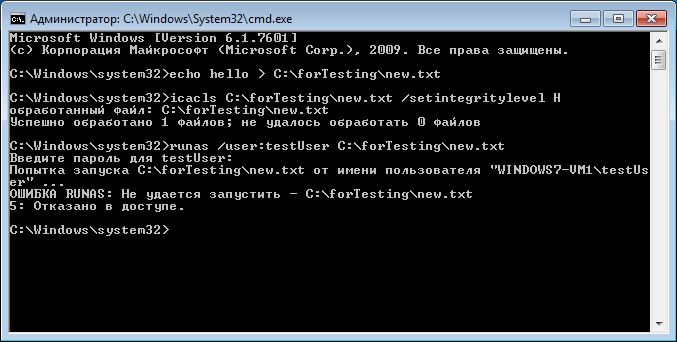 Администратор: C:\Windows\System32\cmd.exe
Microsoft Windows [Version 6.1.7601]
(c) Корпорация Майкрософт (Microsoft Corp.), 2009. Все права защищены.
C:\Windows\system32>echo hello > C:\forTesting\new.txt
C:\Windows\system32>icacls C:\forTesting\new.txt /setintegritylevel H
обработанный файл: C:\forTesting\new.txt
Успешно обработано 1 файлов; не удалось обработать 0 файлов
C:\Windows\system32>runas /user:testUser C:\forTesting\new.txt
Введите пароль для testUser:
Попытка запуска C:\forTesting\new.txt от имени пользователя "WINDOWS7-VM1\testUs
er" ...
ОШИБКА RUNAS: Не удается запустить - C:\forTesting\new.txt
5: Отказано в доступе.
C:\Windows\system32>